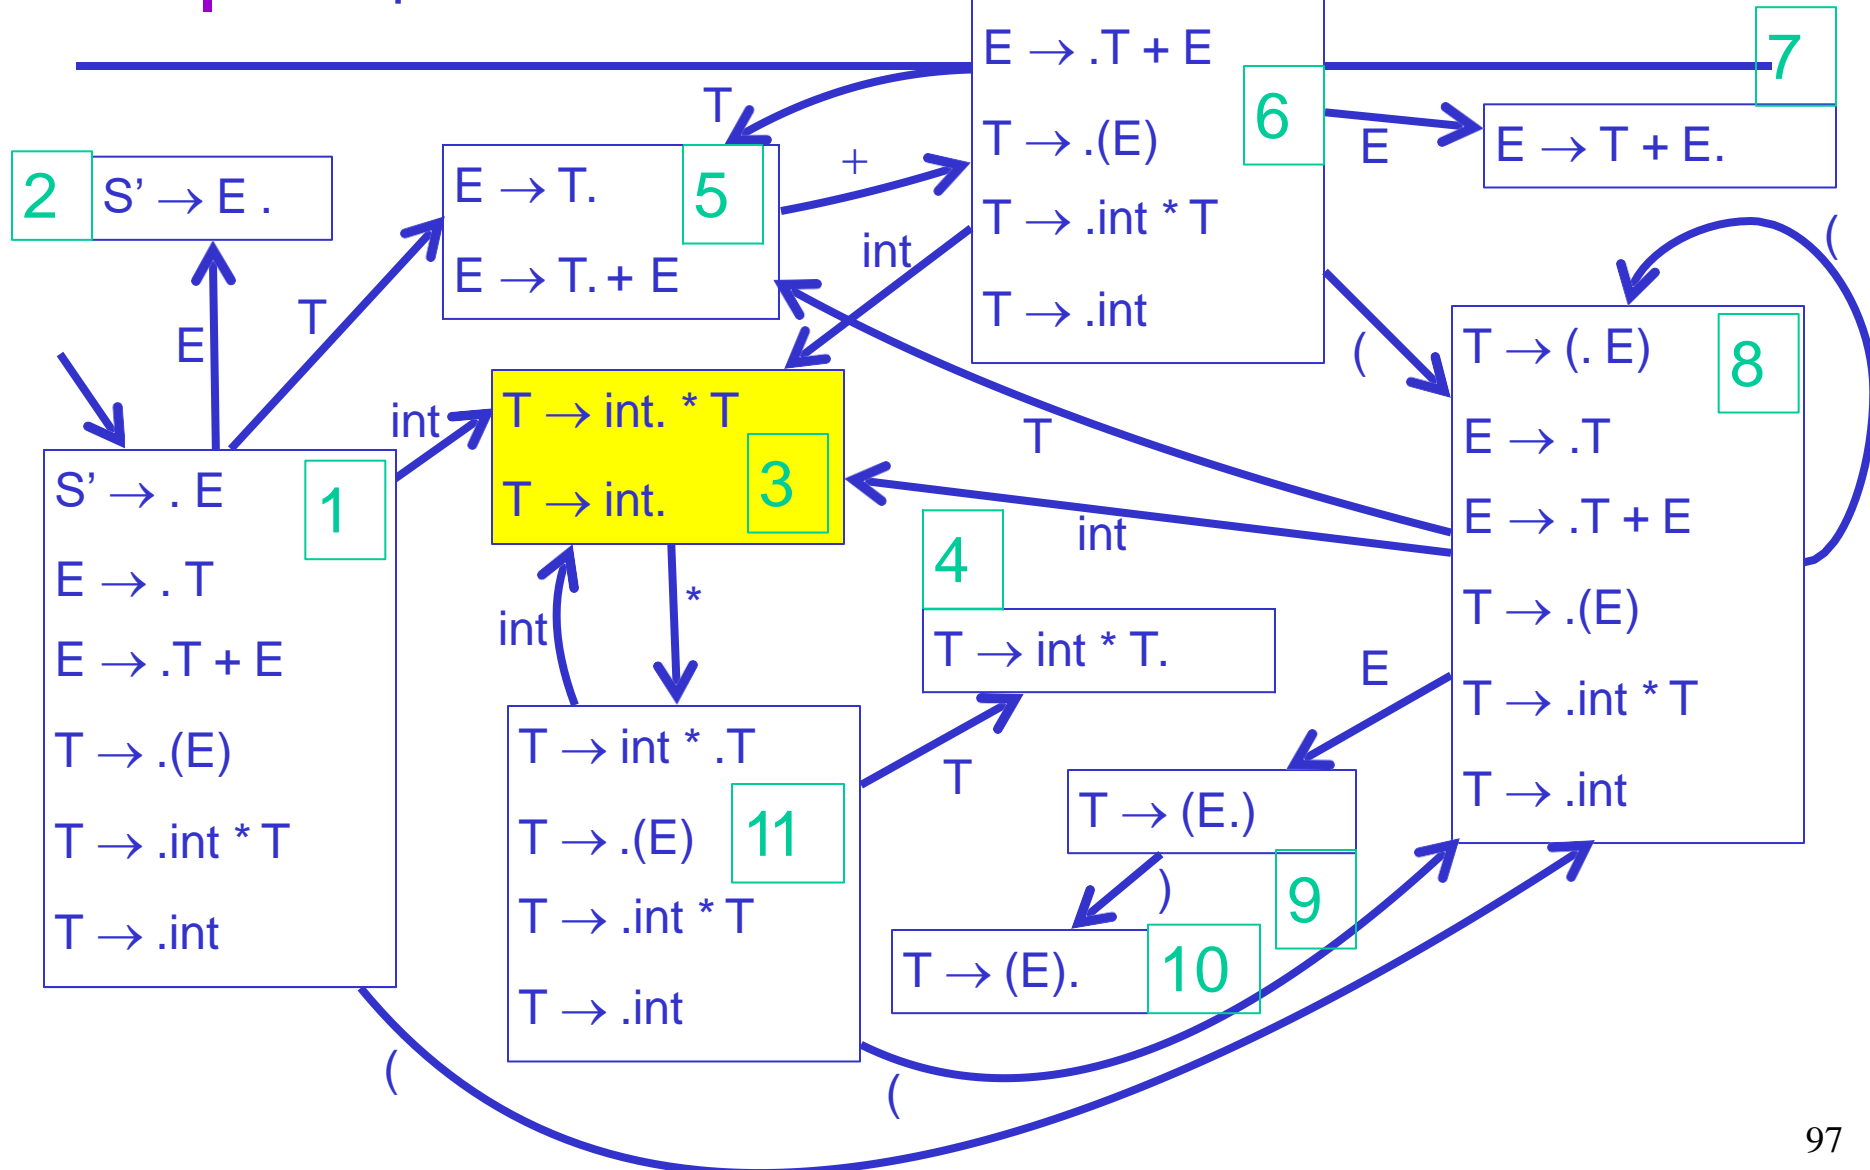 E → .T + E
T → .(E)
T → .int * T
T → .int
6
7
E
E → T + E.
T
2
S’ → E .
E → T.
E → T. + E
5
+
int
(
(
T → (. E)
E → .T
E → .T + E
T → .(E)
T → .int * T
T → .int
8
E
T
int
T → int. * T
T → int.
3
T
int
S’ → . E
E → . T
E → .T + E
T → .(E)
T → .int * T
T → .int
1
4
T → int * T.
int
*
T → int * .T
T → .(E)
T → .int * T
T → .int
11
T
E
T → (E.)
9
)
T → (E).
10
(
(
97